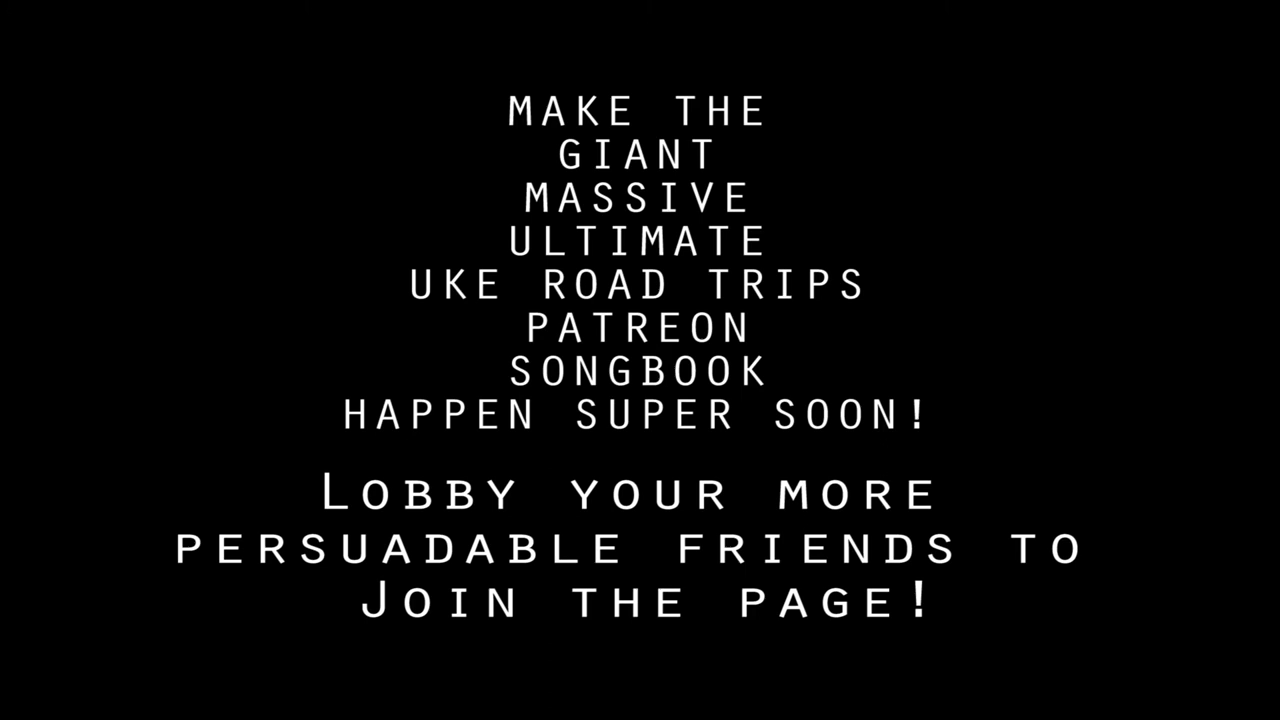 MAKE THE
GIANT
MASSIVE
ULTIMATE
UKE ROAD TRIPS
PATREON
SONGBOOK
HAPPEN SUPER SOON!
LOBBY YOUR MORE
PERSUADABLE FRIENDS TO
JOIN THE PAGE!